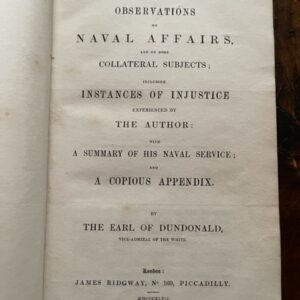 OBSERVATIONS
ON
NAVAL AFFAIRS,
AND ON SOME
COLLATERAL SUBJECTS;
INCLUDING
INSTANCES OF INJUSTICE
EXPERIENCED BY
THE AUTHOR:
WITH
A SUMMARY OF HIS NAVAL SERVICE;
AND
A COPIOUS APPENDIX.
BY
THE EARL OF DUNDONALD,
VICE-ADMIRAL OF THE WHITE.
London:
JAMES RIDGWAY, No 169, PICCADILLY.